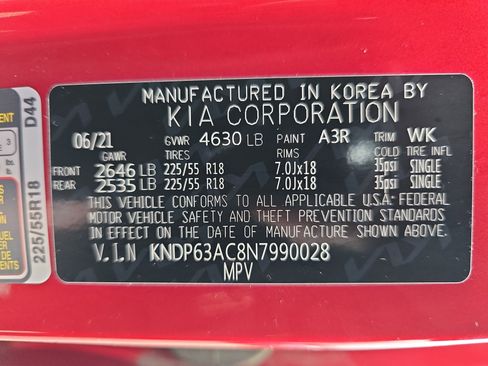 MANUFACTURED IN KOREA BY
KIA CORPORATION
06/21 GVWR 4630 LB PAINT A3R TRIM WK
GAWR TIRES RIMS COLD TIRE INFL
FRONT 2646 LB 225/55 R18 7.0Jx18 35psi SINGLE
REAR 2535 LB 225/55 R18 7.0Jx18 35psi SINGLE
THIS VEHICLE CONFORMS TO ALL APPLICABLE U.S.A. FEDERAL
MOTOR VEHICLE SAFETY AND THEFT PREVENTION STANDARDS
IN EFFECT ON THE DATE OF MANUFACTURE SHOWN ABOVE.
V.I.N KNDP63AC8N7990028
MPV
225/55R18 D44